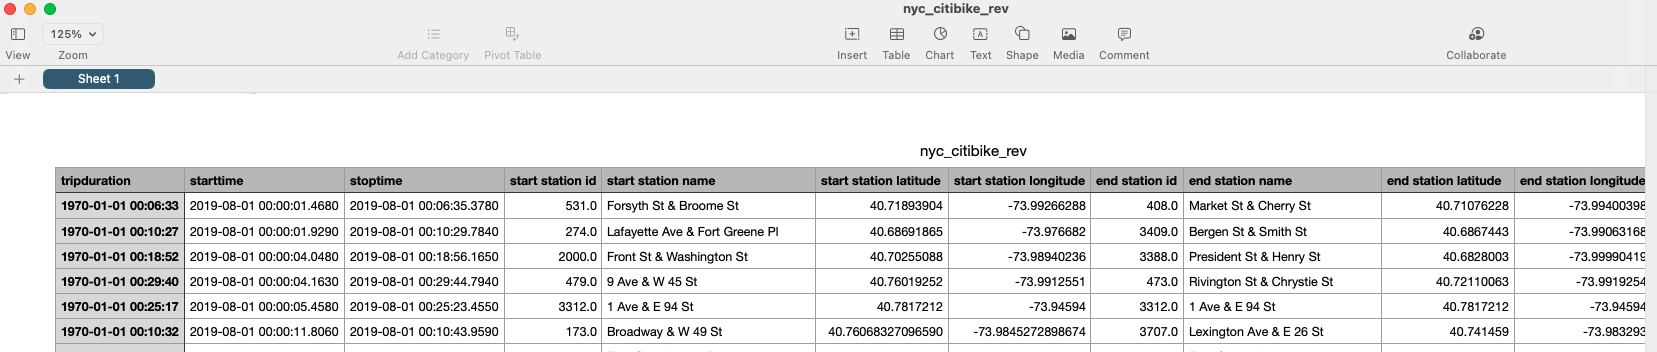 nyc_citibike_rev
125%
View Zoom Add Category Pivot Table Insert Table Chart Text Shape Media Comment Collaborate
+ Sheet 1
nyc_citibike_rev
tripduration starttime stoptime start station id start station name start station latitude start station longitude end station id end station name end station latitude end station longitude
1970-01-01 00:06:33 2019-08-01 00:00:01.4680 2019-08-01 00:06:35.3780 531.0 Forsyth St & Broome St 40.71893904 -73.99266288 408.0 Market St & Cherry St 40.71076228 -73.99400398
1970-01-01 00:10:27 2019-08-01 00:00:01.9290 2019-08-01 00:10:29.7840 274.0 Lafayette Ave & Fort Greene Pl 40.68691865 -73.976682 3409.0 Bergen St & Smith St 40.6867443 -73.99063168
1970-01-01 00:18:52 2019-08-01 00:00:04.0480 2019-08-01 00:18:56.1650 2000.0 Front St & Washington St 40.70255088 -73.98940236 3388.0 President St & Henry St 40.6828003 -73.99990419
1970-01-01 00:29:40 2019-08-01 00:00:04.1630 2019-08-01 00:29:44.7940 479.0 9 Ave & W 45 St 40.76019252 -73.9912551 473.0 Rivington St & Chrystie St 40.72110063 -73.9919254
1970-01-01 00:25:17 2019-08-01 00:00:05.4580 2019-08-01 00:25:23.4550 3312.0 1 Ave & E 94 St 40.7817212 -73.94594 3312.0 1 Ave & E 94 St 40.7817212 -73.94594
1970-01-01 00:10:32 2019-08-01 00:00:11.8060 2019-08-01 00:10:43.9590 173.0 Broadway & W 49 St 40.76068327096590 -73.9845272898674 3707.0 Lexington Ave & E 26 St 40.741459 -73.983293